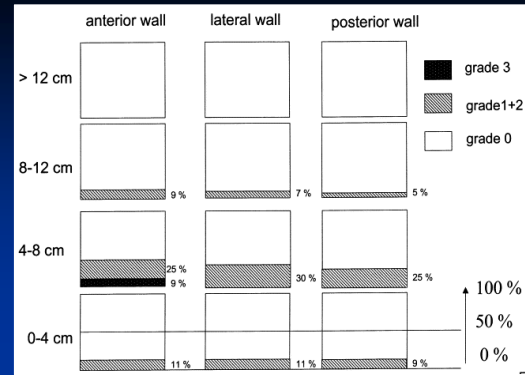 anterior wall lateral wall posterior wall
> 12 cm
grade 3
grade1+2
grade 0
8-12 cm
9 % 7 % 5 %
4-8 cm
25 %
9 %
30 % 25 %
100 %
50 %
0 %
0-4 cm
11 % 11 % 9 %